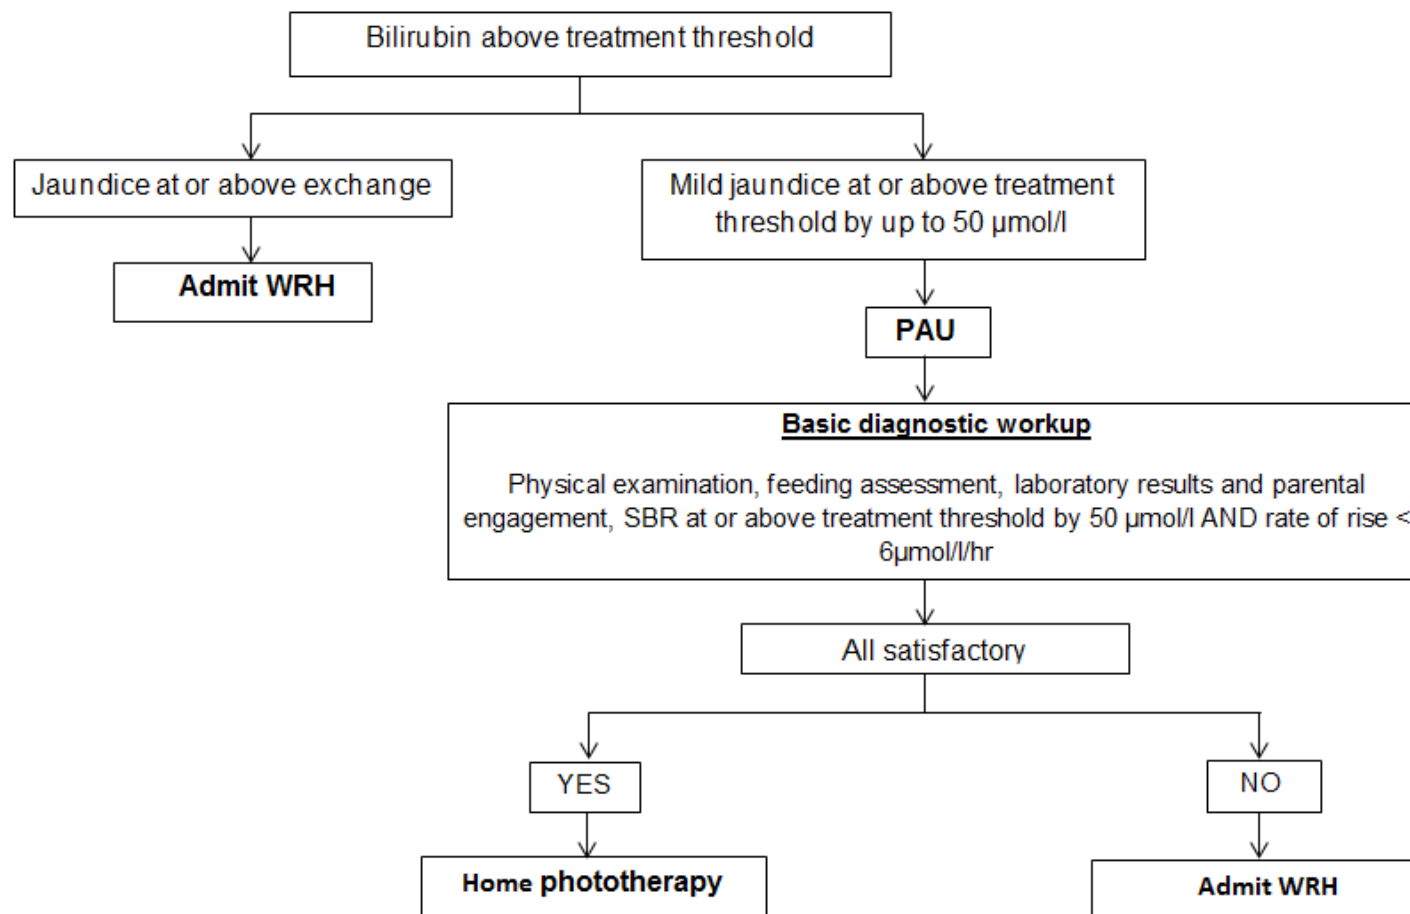 Bilirubin above treatment threshold
Jaundice at or above exchange
Mild jaundice at or above treatment
threshold by up to 50 µmol/l
Admit WRH
PAU
Basic diagnostic workup
Physical examination, feeding assessment, laboratory results and parental
engagement, SBR at or above treatment threshold by 50 µmol/l AND rate of rise <
6µmol/l/hr
All satisfactory
YES
NO
Home phototherapy
Admit WRH